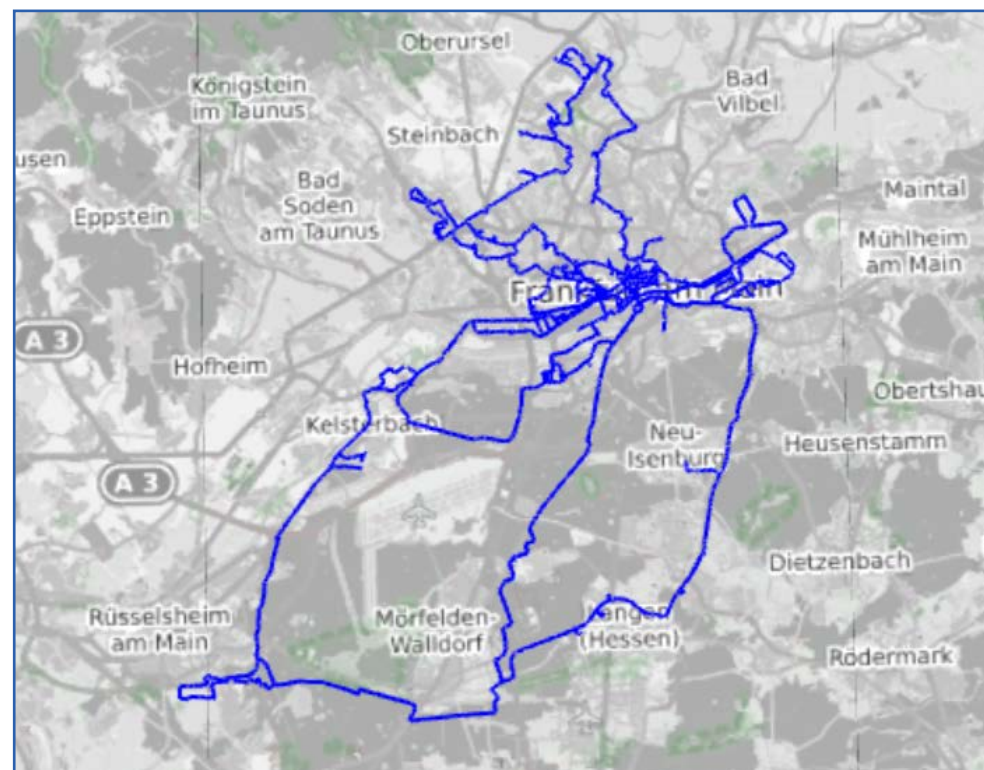 Oberursel
Königstein
im Taunus
Bad
Vilbel
Steinbach
usen
Bad
Soden
am Taunus
Maintal
Eppstein
Mühlheim
am Main
A 3
Hofheim
Obertshau
Kelsterbach
Neu-
Isenburg
Heusenstamm
A 3
Dietzenbach
Rüsselsheim
am Main
Mörfelden-
Walldorf
Langen
(Hessen)
Rödermark